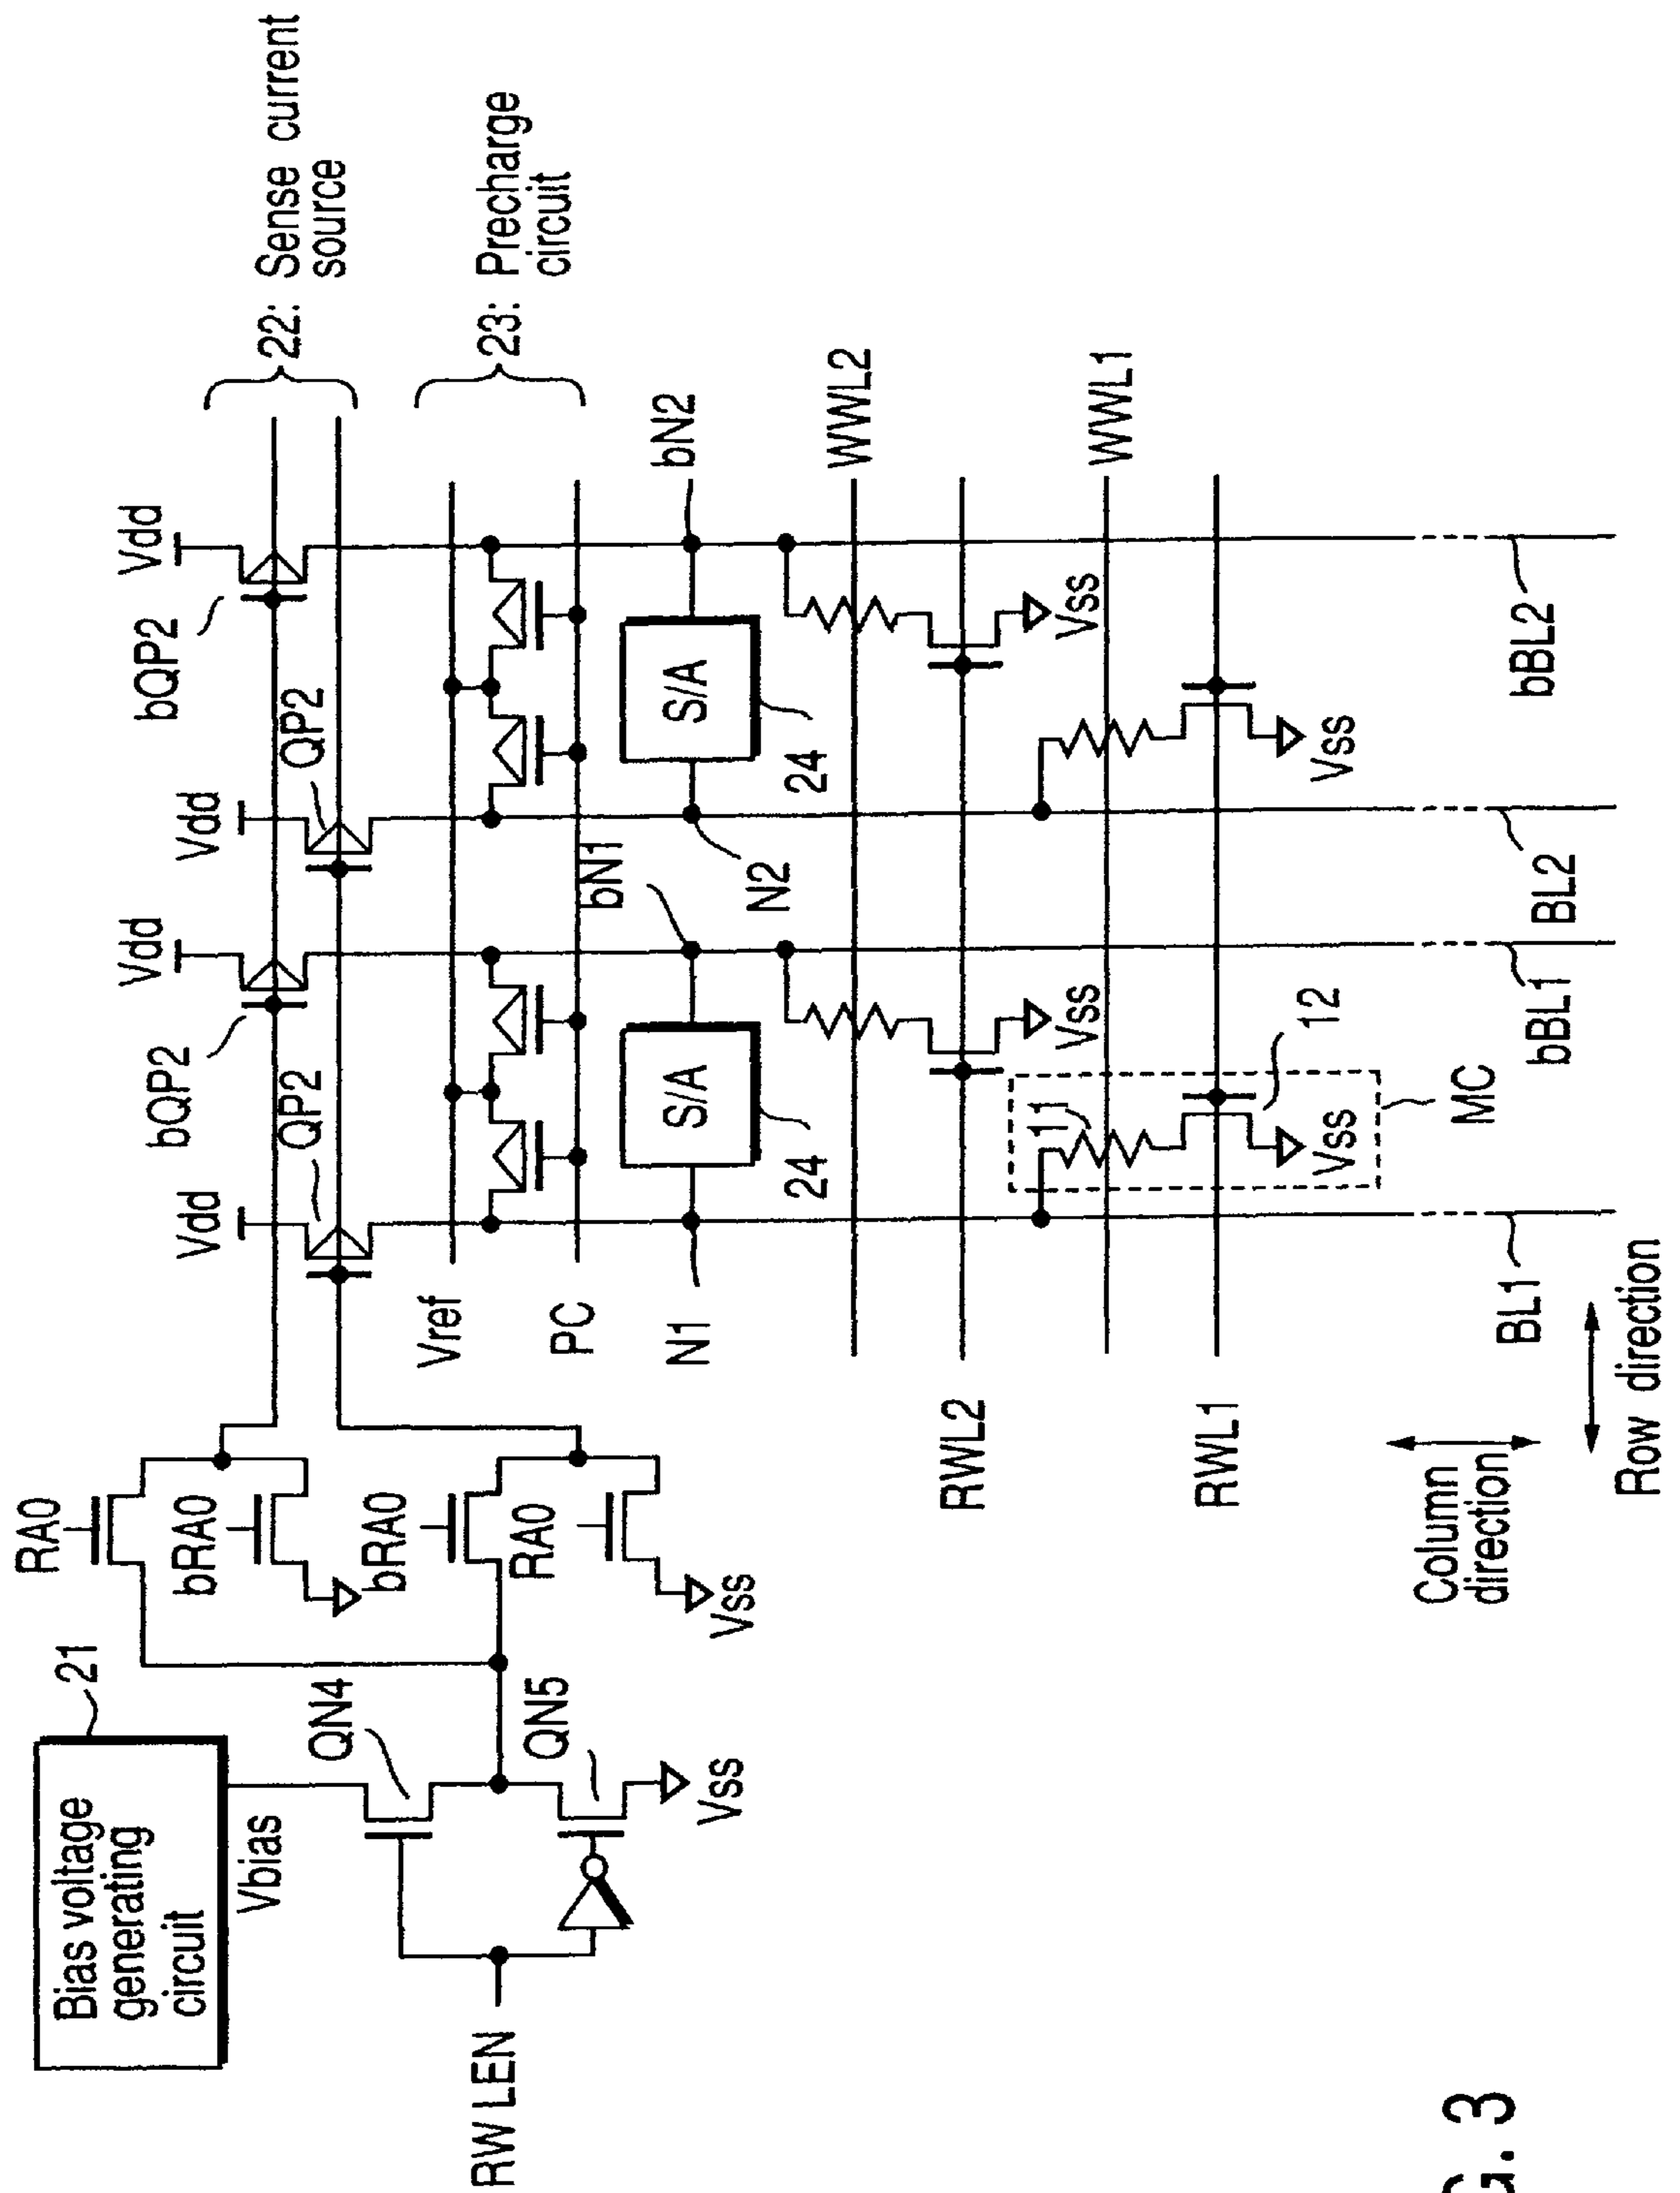 Bias voltage
generating
circuit
21
Vbias
QN4
QN5
Vss
RW LEN
RA0
bRA0
bRA0
RA0
Vss
Vdd
Vdd
Vdd
Vdd
bQP2
QP2
bQP2
QP2
22: Sense current
source
Vref
PC
23: Precharge
circuit
N1
S/A
24
bN1
N2
S/A
24
bN2
WWL2
RWL2
Vss
Vss
WWL1
RWL1
11
12
Vss
MC
Vss
BL1
bBL1
BL2
bBL2
Column
direction
Row direction
G. 3